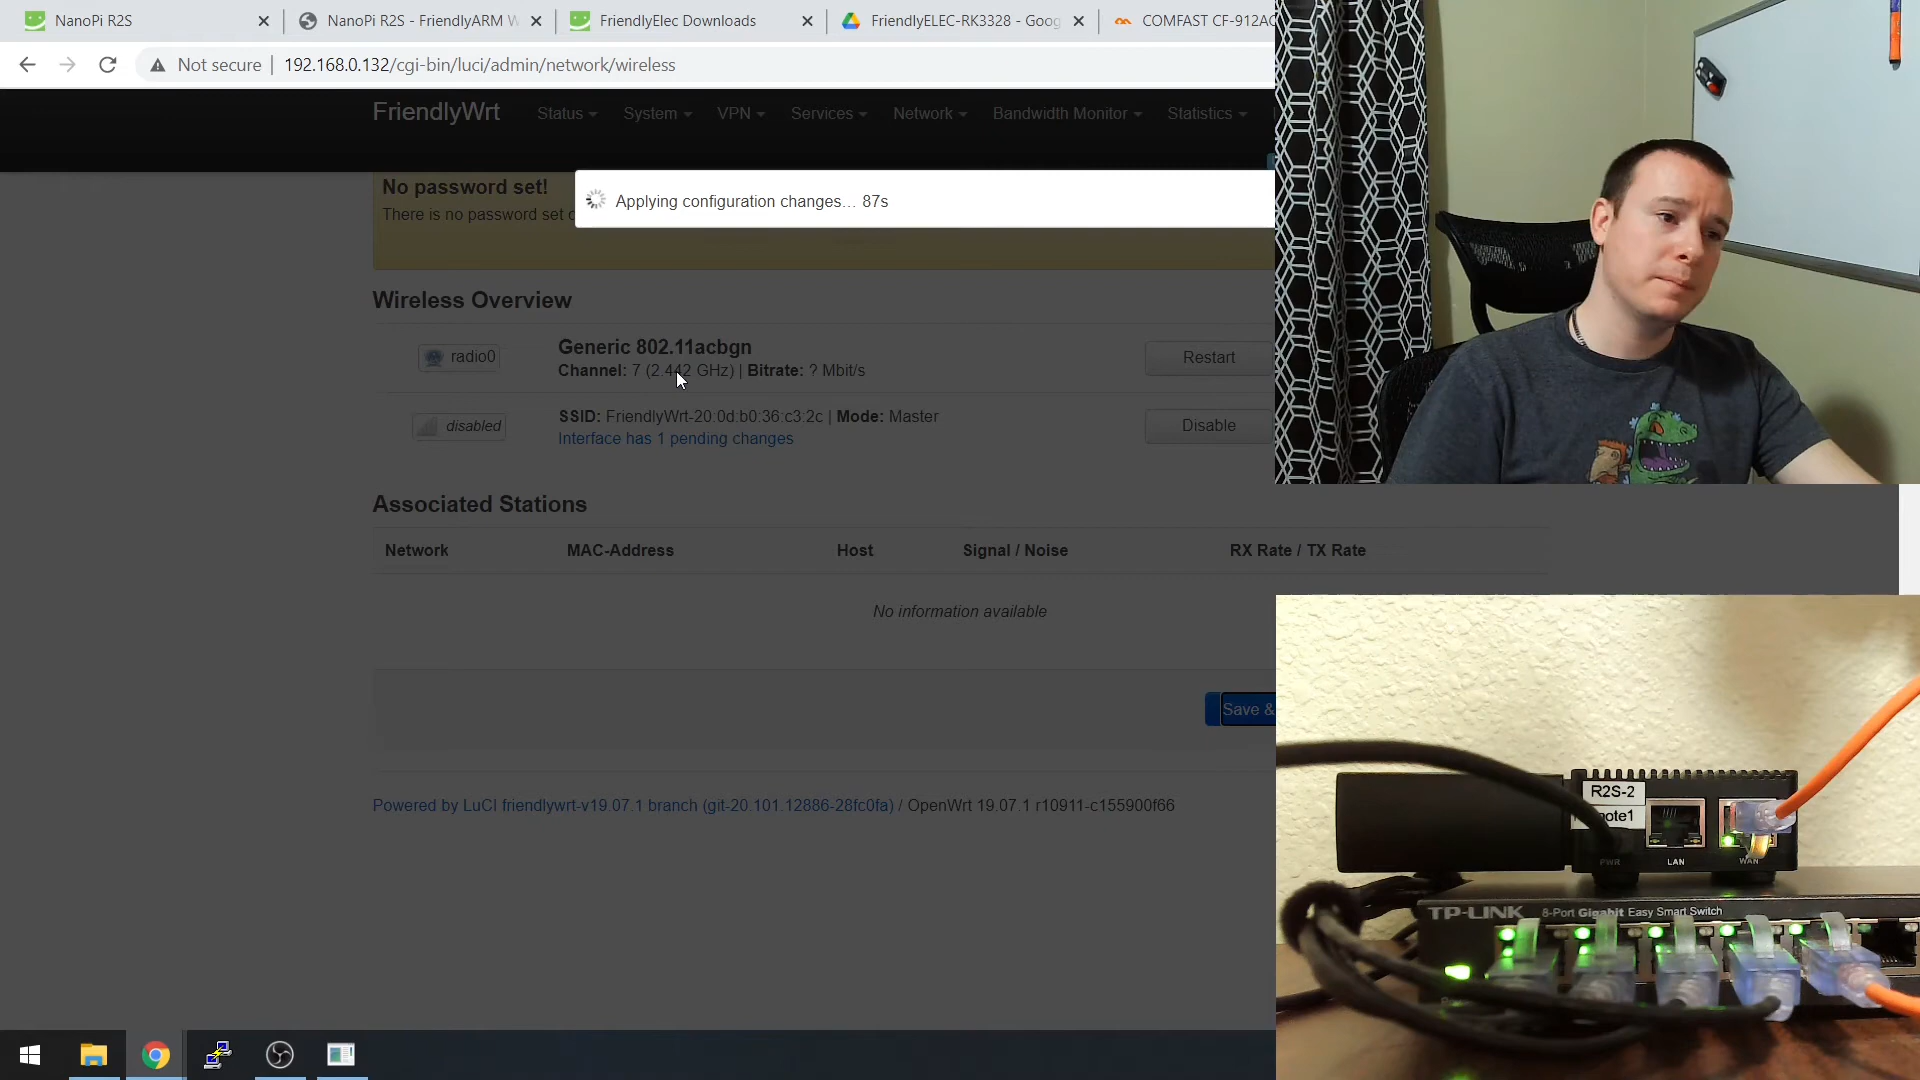 NanoPi R2S
NanoPi R2S - FriendlyARM W
FriendlyElec Downloads
FriendlyELEC-RK3328 - Goog
COMFAST CF-912AC
Not secure
192.168.0.132/cgi-bin/luci/admin/network/wireless
FriendlyWrt Status System VPN Services Network Bandwidth Monitor Statistics
No password set!
There is no password set
Applying configuration changes… 87s
Wireless Overview
radio0
Generic 802.11acbgn
Channel: 7 (2.442 GHz) | Bitrate: ? Mbit/s
Restart
disabled
SSID: FriendlyWrt-20:0d:b0:36:c3:2c | Mode: Master
Interface has 1 pending changes
Disable
Associated Stations
Network MAC-Address Host Signal / Noise RX Rate / TX Rate
No information available
Save &
Powered by LuCI friendlywrt-v19.07.1 branch (git-20.101.12886-28fc0fa) / OpenWrt 19.07.1 r10911-c155900f66
R2S-2
PWR
LAN
WAN
TP-LINK 8-Port Gigabit Easy Smart Switch